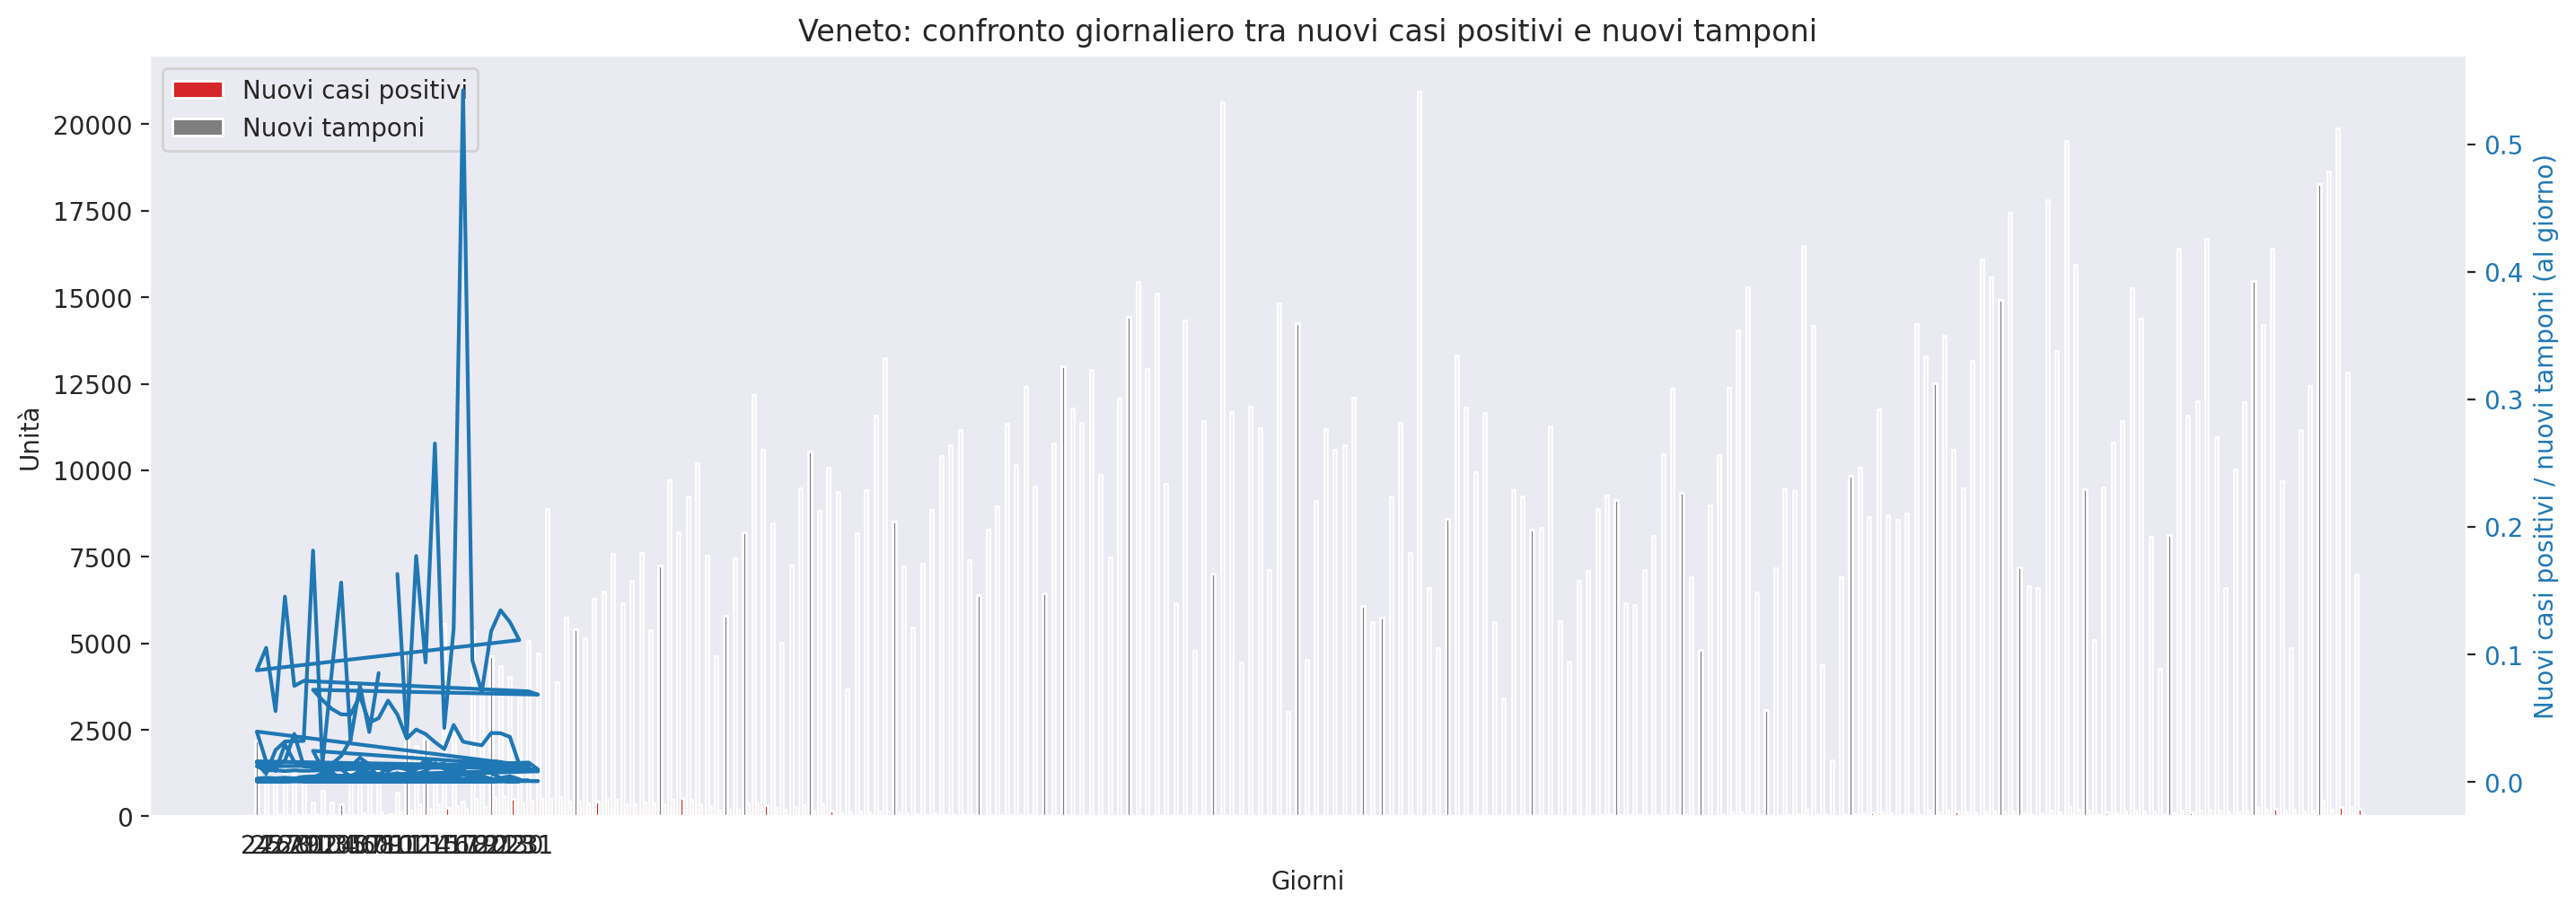 Veneto: confronto giornaliero tra nuovi casi positivi e nuovi tamponi
Nuovi casi positivi
Nuovi tamponi
20000
17500
15000
12500
10000
7500
5000
2500
0
Unità
0.5
0.4
0.3
0.2
0.1
0.0
Nuovi casi positivi / nuovi tamponi (al giorno)
Giorni